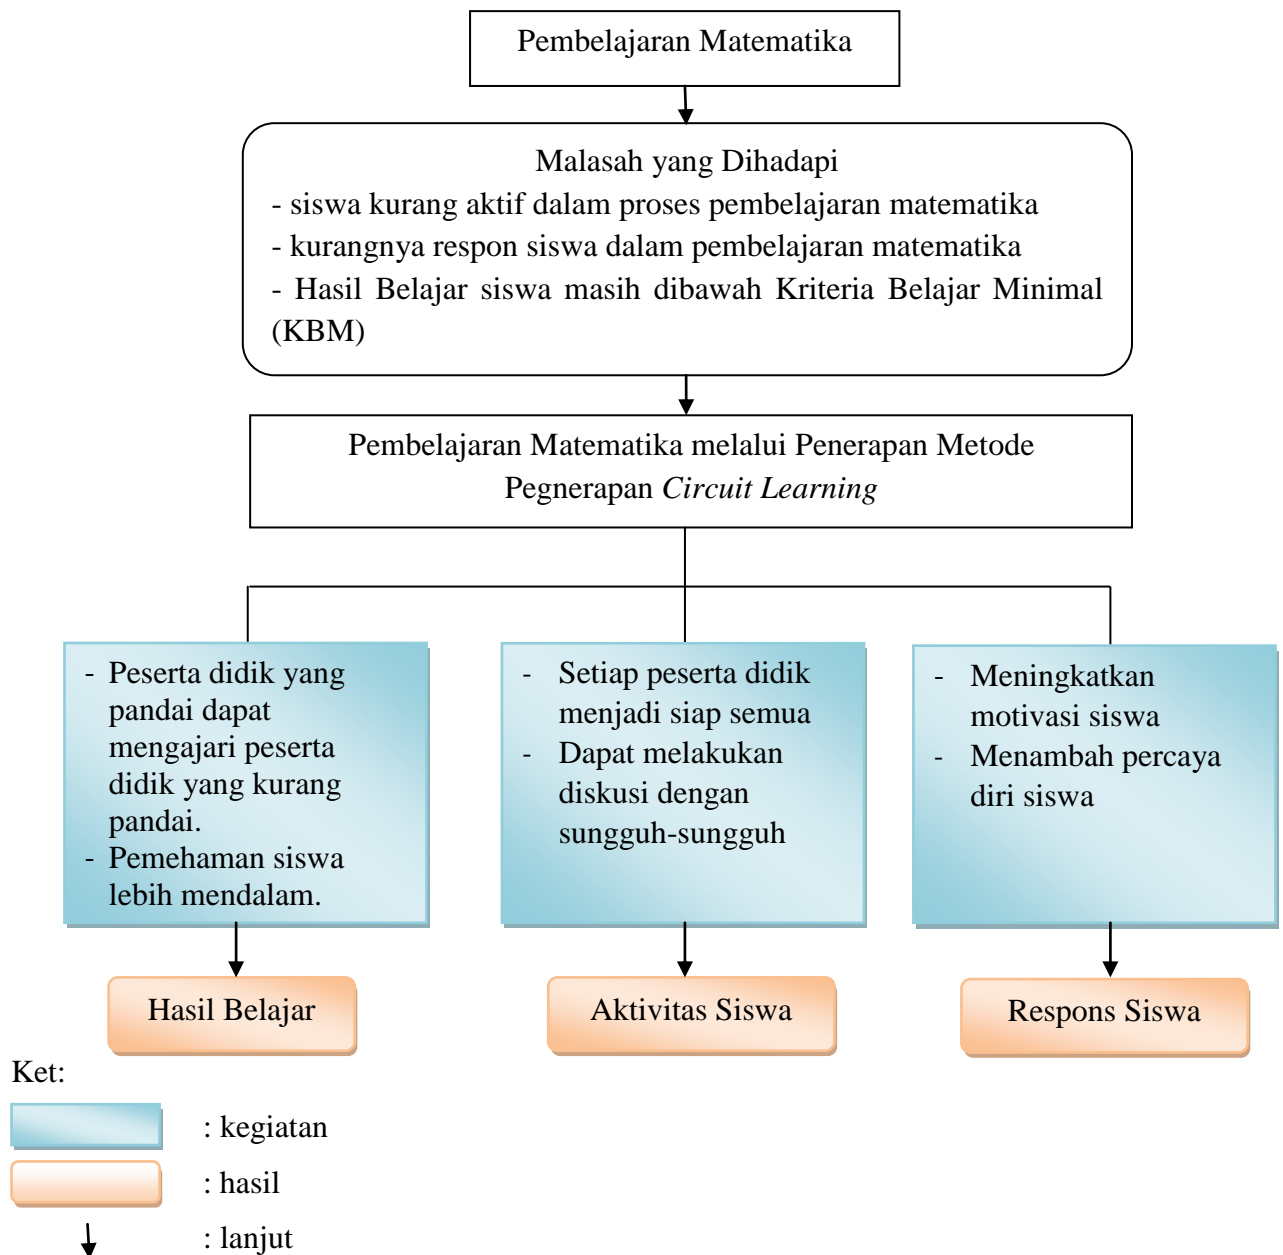 Pembelajaran Matematika
Malasah yang Dihadapi
- siswa kurang aktif dalam proses pembelajaran matematika
- kurangnya respon siswa dalam pembelajaran matematika
- Hasil Belajar siswa masih dibawah Kriteria Belajar Minimal
(KBM)
Pembelajaran Matematika melalui Penerapan Metode
Pegnerapan Circuit Learning
- Peserta didik yang
pandai dapat
mengajari peserta
didik yang kurang
pandai.
- Pemehaman siswa
lebih mendalam.
- Setiap peserta didik
menjadi siap semua
- Dapat melakukan
diskusi dengan
sungguh-sungguh
- Meningkatkan
motivasi siswa
- Menambah percaya
diri siswa
Hasil Belajar
Aktivitas Siswa
Respons Siswa
Ket:
: kegiatan
: hasil
: lanjut